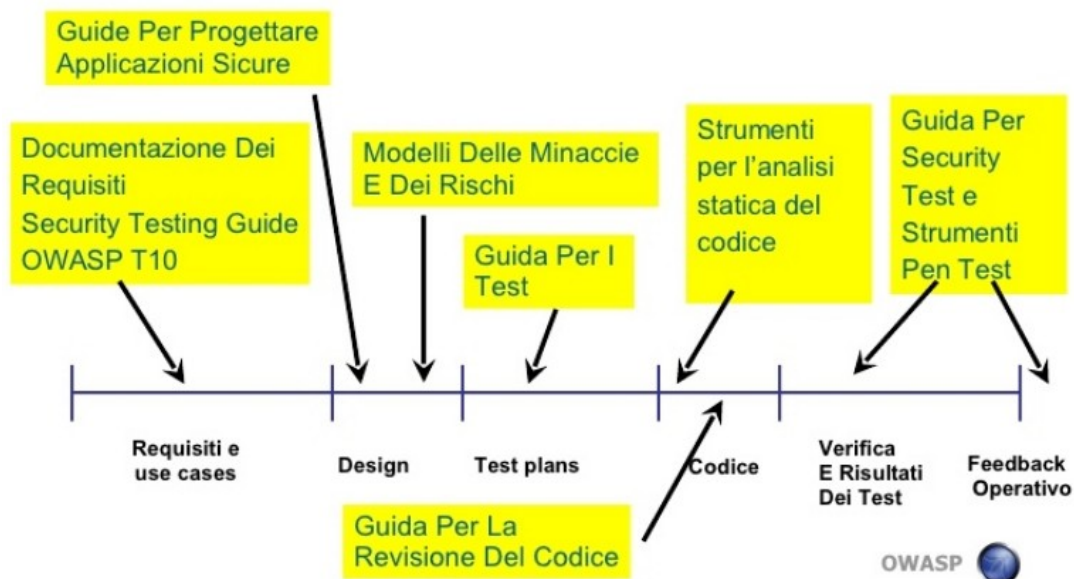 Guide Per Progettare
Applicazioni Sicure
Documentazione Dei
Requisiti
Security Testing Guide
OWASP T10
Modelli Delle Minaccie
E Dei Rischi
Guida Per I
Test
Strumenti
per l'analisi
statica del
codice
Guida Per
Security
Test e
Strumenti
Pen Test
Requisiti e
use cases
Design
Test plans
Codice
Verifica
E Risultati
Dei Test
Feedback
Operativo
Guida Per La
Revisione Del Codice
OWASP